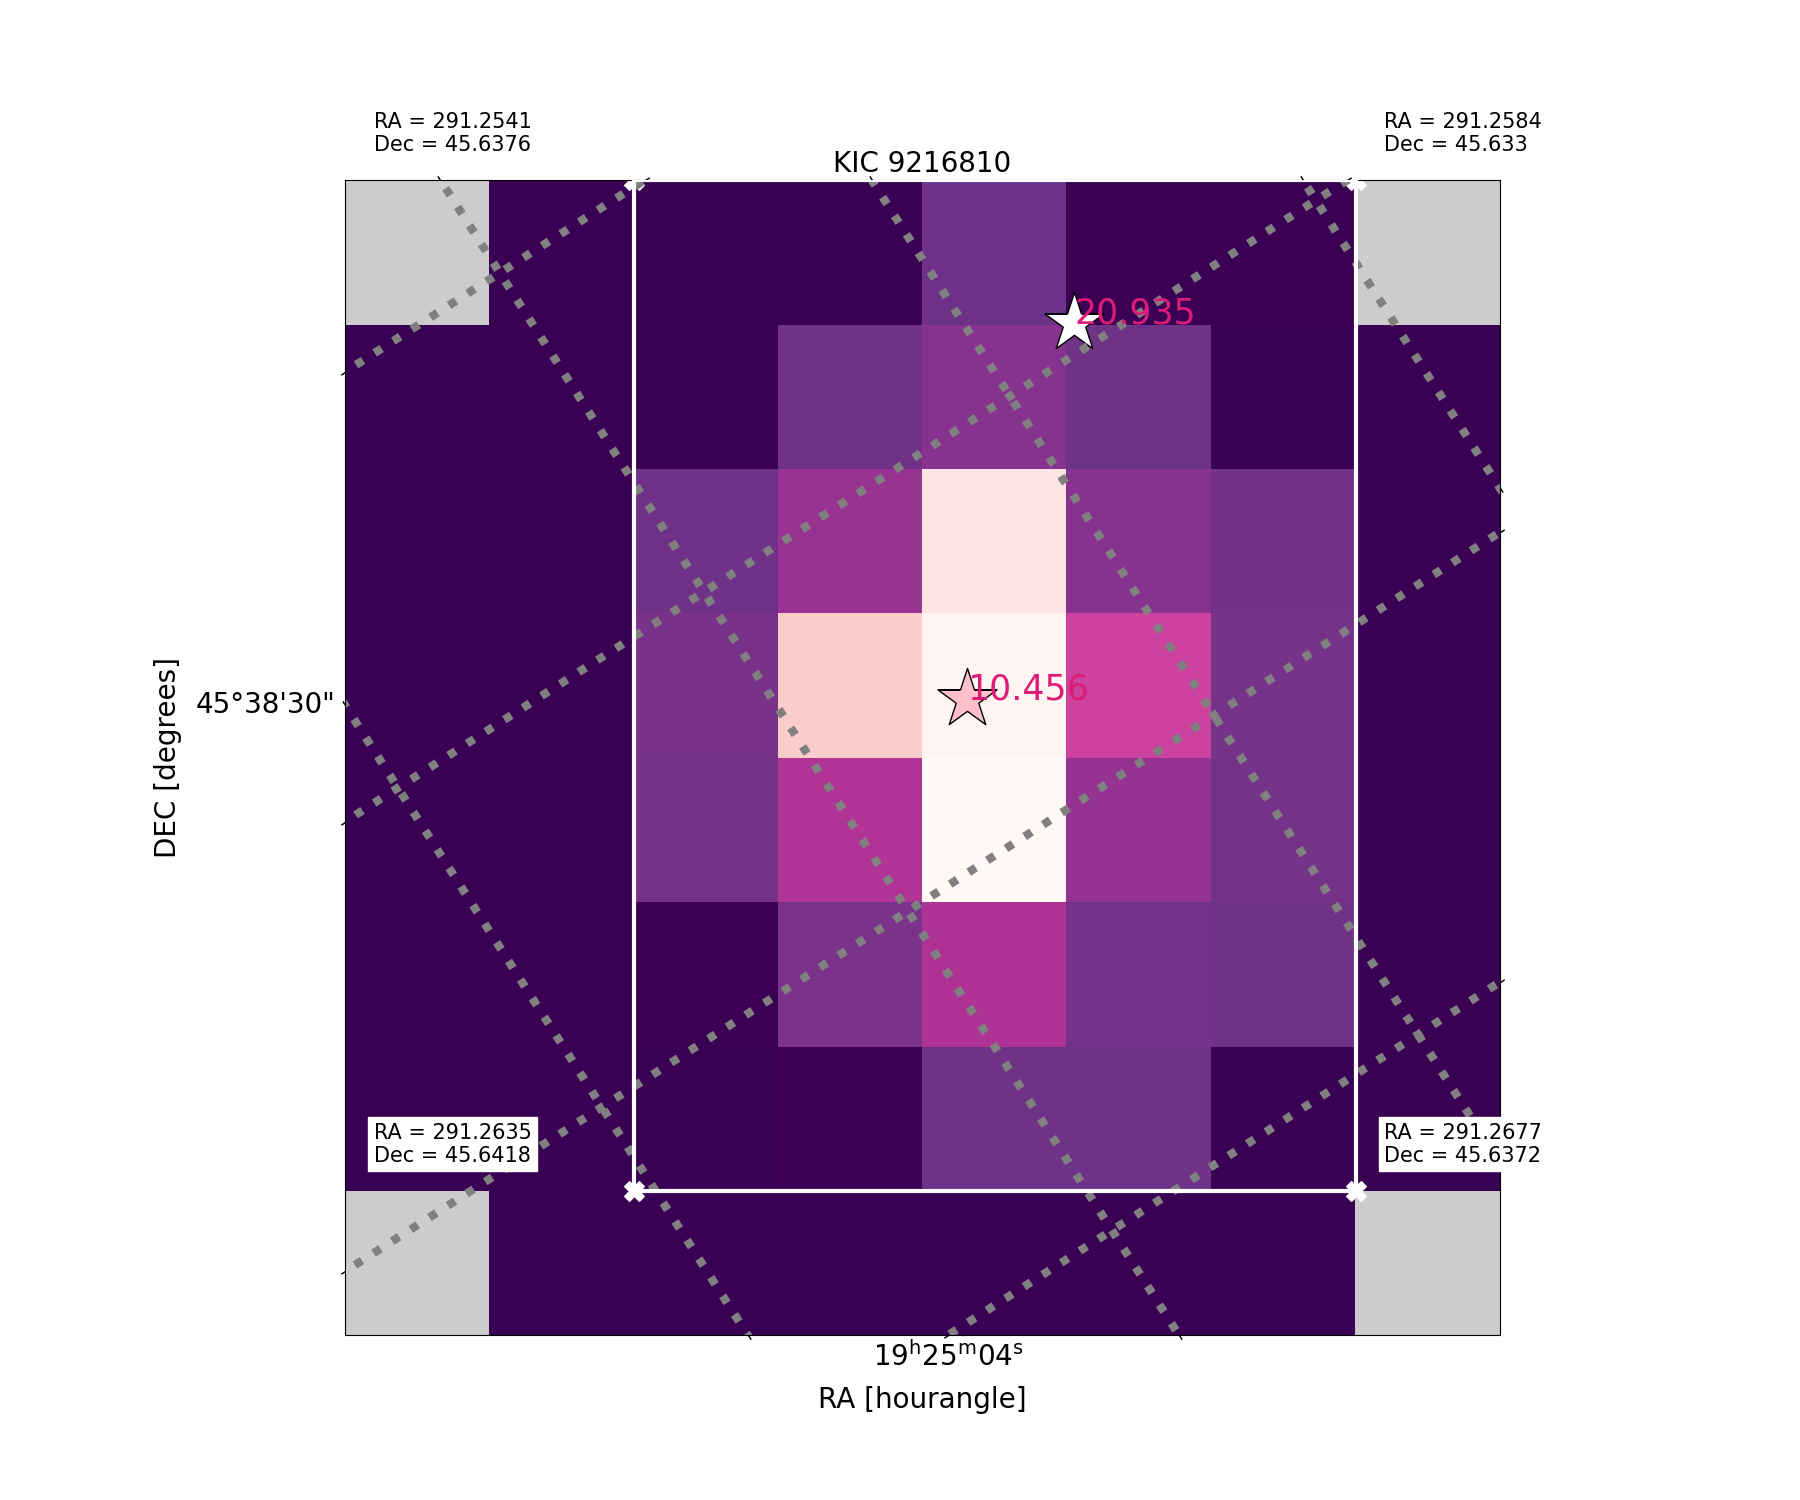 RA = 291.2541
Dec = 45.6376
RA = 291.2584
Dec = 45.633
KIC 9216810
20.935
10.456
45°38'30"
DEC [degrees]
RA = 291.2635
Dec = 45.6418
RA = 291.2677
Dec = 45.6372
19h25m04s
RA [hourangle]